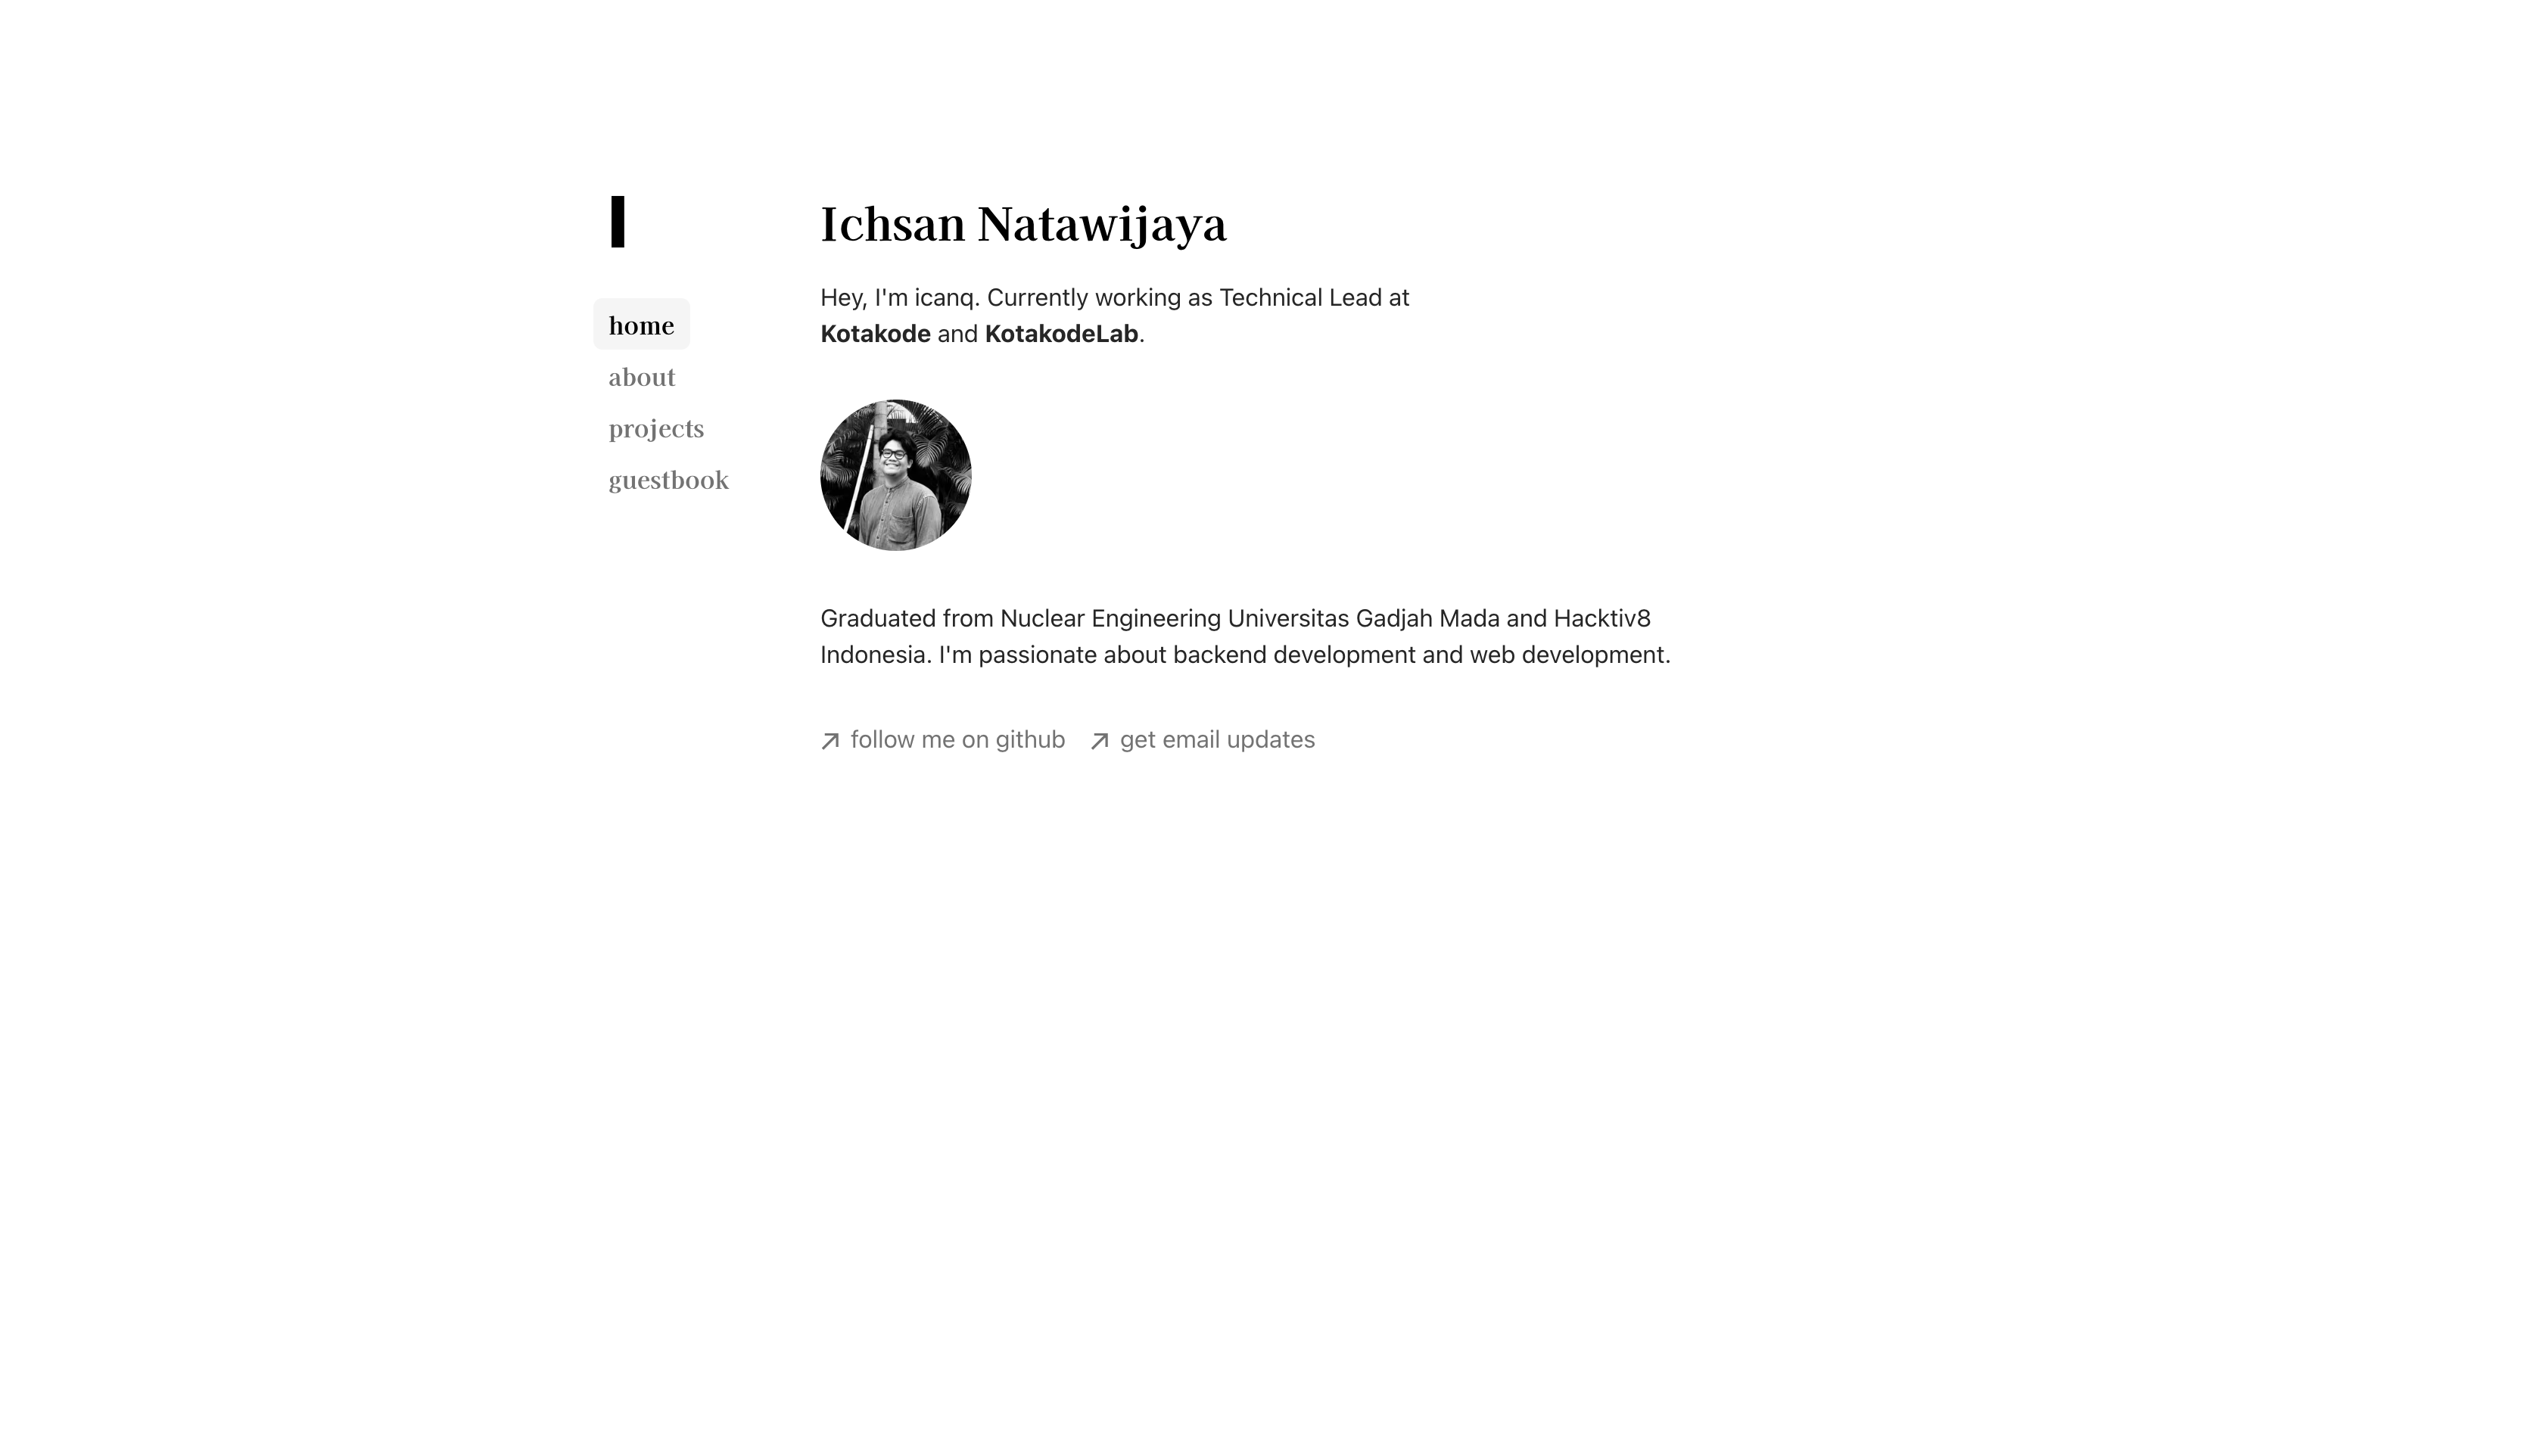 I
home
about
projects
guestbook
Ichsan Natawijaya
Hey, I'm icanq. Currently working as Technical Lead at
Kotakode and KotakodeLab.
Graduated from Nuclear Engineering Universitas Gadjah Mada and Hacktiv8
Indonesia. I'm passionate about backend development and web development.
follow me on github
get email updates